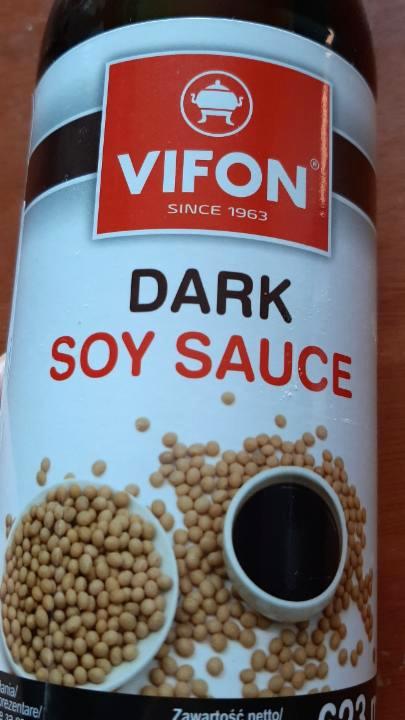 VIFON®
SINCE 1963
DARK
SOY SAUCE
Zawartość netto/